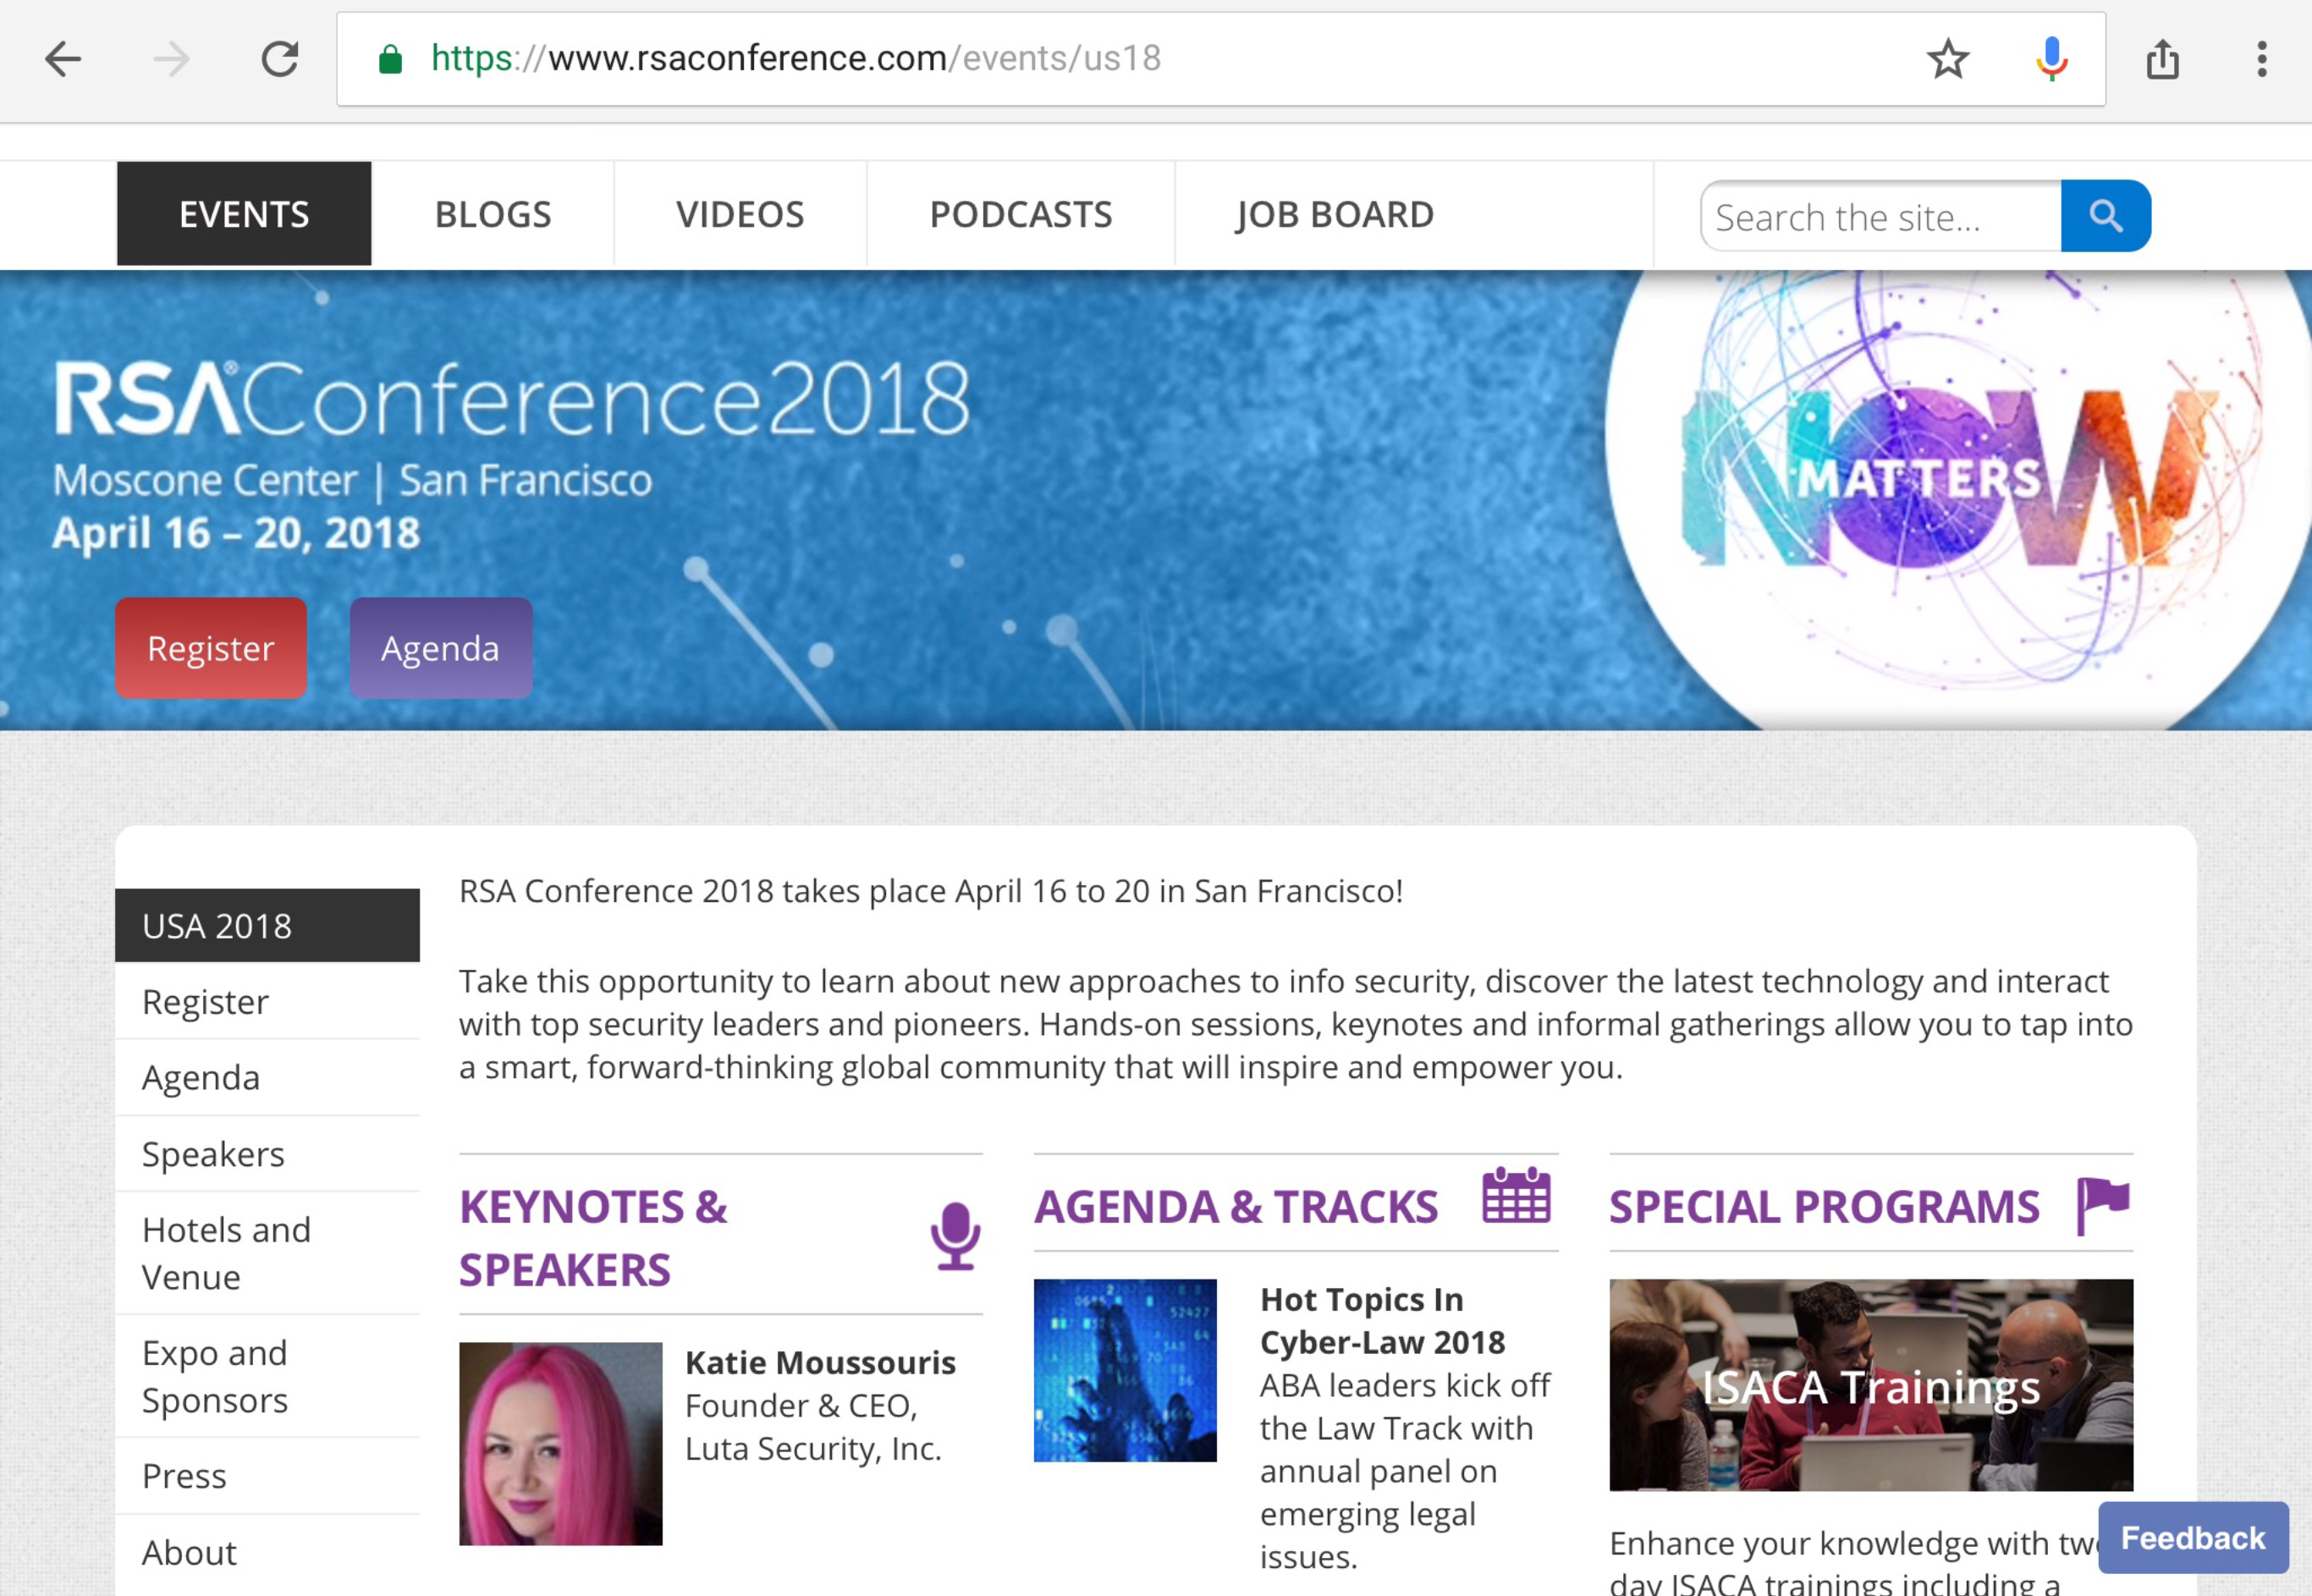 https://www.rsaconference.com/events/us18
EVENTS
BLOGS
VIDEOS
PODCASTS
JOB BOARD
Search the site...
RSA®Conference2018
Moscone Center | San Francisco
April 16 – 20, 2018
Register
Agenda
NOW
MATTERS
USA 2018
Register
Agenda
Speakers
Hotels and
Venue
Expo and
Sponsors
Press
About
RSA Conference 2018 takes place April 16 to 20 in San Francisco!
Take this opportunity to learn about new approaches to info security, discover the latest technology and interact
with top security leaders and pioneers. Hands-on sessions, keynotes and informal gatherings allow you to tap into
a smart, forward-thinking global community that will inspire and empower you.
KEYNOTES &
SPEAKERS
Katie Moussouris
Founder & CEO,
Luta Security, Inc.
AGENDA & TRACKS
Hot Topics In
Cyber-Law 2018
ABA leaders kick off
the Law Track with
annual panel on
emerging legal
issues.
SPECIAL PROGRAMS
ISACA Trainings
Enhance your knowledge with
day ISACA trainings including a
Feedback